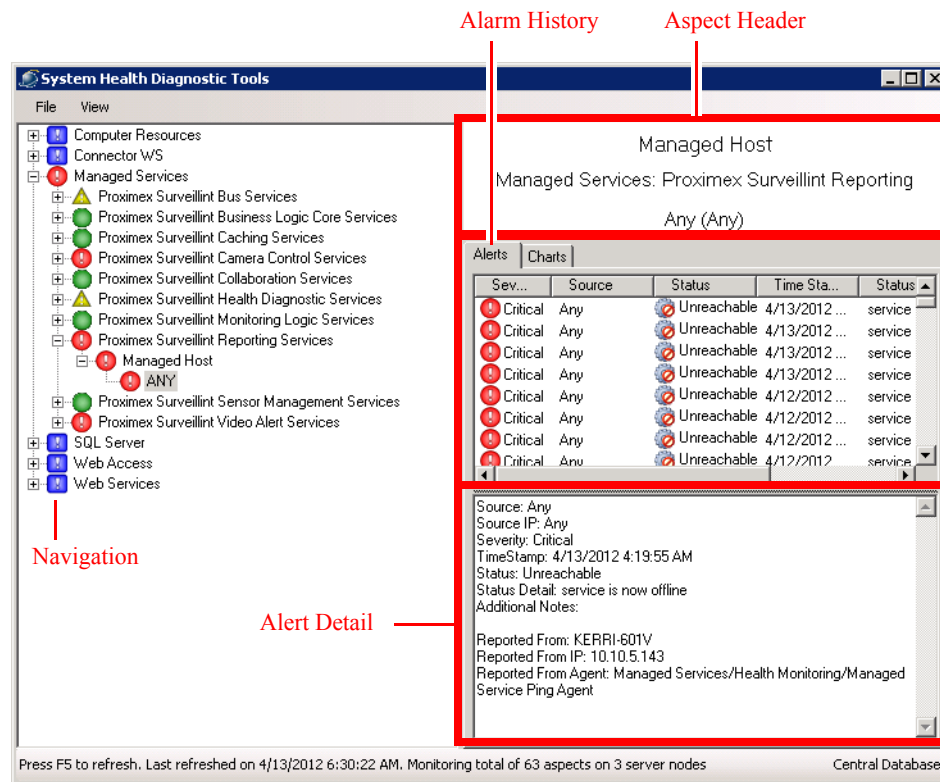 Alarm History
Aspect Header
System Health Diagnostic Tools
File View
Computer Resources
Connector WS
Managed Services
Proximex Surveillint Bus Services
Proximex Surveillint Business Logic Core Services
Proximex Surveillint Caching Services
Proximex Surveillint Camera Control Services
Proximex Surveillint Collaboration Services
Proximex Surveillint Health Diagnostic Services
Proximex Surveillint Monitoring Logic Services
Proximex Surveillint Reporting Services
Managed Host
ANY
Proximex Surveillint Sensor Management Services
Proximex Surveillint Video Alert Services
SQL Server
Web Access
Web Services
Navigation
Managed Host
Managed Services: Proximex Surveillint Reporting
Any (Any)
Alerts Charts
Sev... Source Status Time Sta... Status
Critical Any Unreachable 4/13/2012 ... service
Critical Any Unreachable 4/13/2012 ... service
Critical Any Unreachable 4/13/2012 ... service
Critical Any Unreachable 4/13/2012 ... service
Critical Any Unreachable 4/12/2012 ... service
Critical Any Unreachable 4/12/2012 ... service
Critical Any Unreachable 4/12/2012 ... service
Critical Any Unreachable 4/12/2012 service
Alert Detail
Source: Any
Source IP: Any
Severity: Critical
TimeStamp: 4/13/2012 4:19:55 AM
Status: Unreachable
Status Detail: service is now offline
Additional Notes:
Reported From: KERRI-601V
Reported From IP: 10.10.5.143
Reported From Agent: Managed Services/Health Monitoring/Managed
Service Ping Agent
Press F5 to refresh. Last refreshed on 4/13/2012 6:30:22 AM. Monitoring total of 63 aspects on 3 server nodes
Central Database